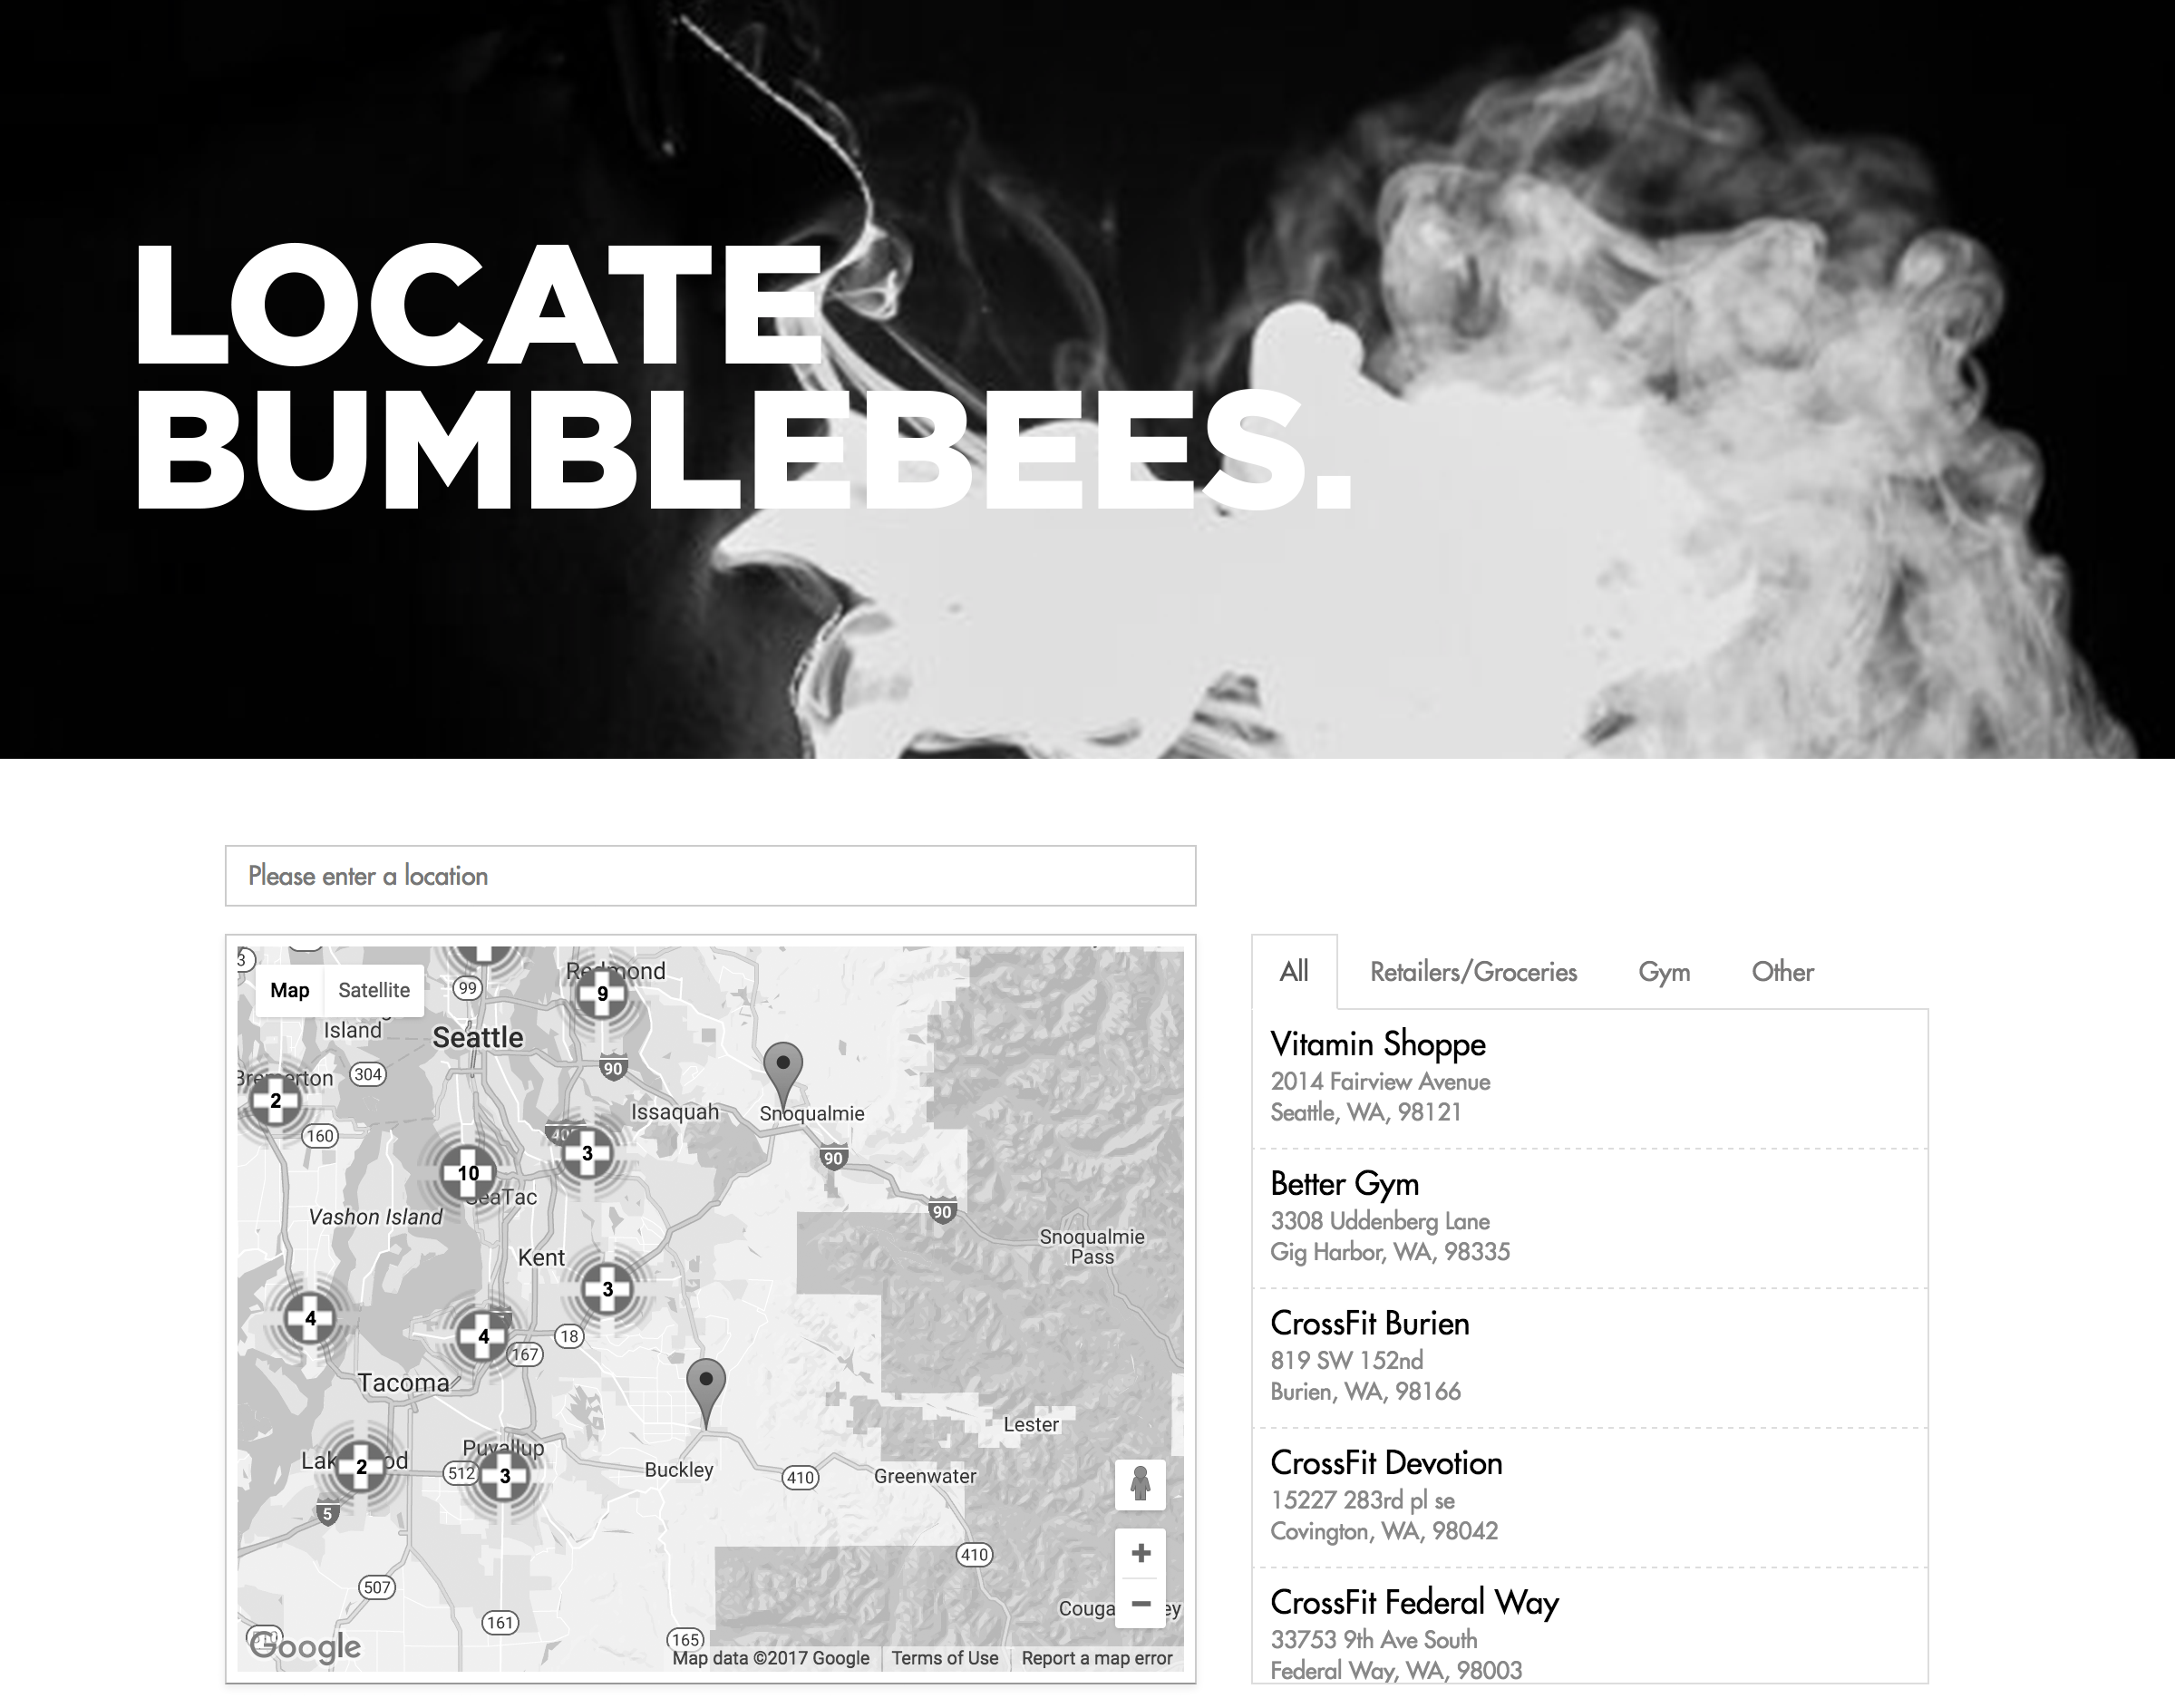 LOCATE
BUMBLEBEES.
Please enter a location
Map Satellite
3
99
Redmond
9
Island
Seattle
304
90
Bremerton
2
Issaquah
Snoqualmie
160
405
3
90
10
SeaTac
90
Vashon Island
Snoqualmie
Pass
Kent
3
4
4
18
167
Tacoma
Lester
Puyallup
Lakewood
2
512
3
Buckley
410
Greenwater
5
410
507
161
Couga
ey
165
510
Google
Map data ©2017 Google
Terms of Use
Report a map error
+
−
All Retailers/Groceries Gym Other
Vitamin Shoppe
2014 Fairview Avenue
Seattle, WA, 98121
Better Gym
3308 Uddenberg Lane
Gig Harbor, WA, 98335
CrossFit Burien
819 SW 152nd
Burien, WA, 98166
CrossFit Devotion
15227 283rd pl se
Covington, WA, 98042
CrossFit Federal Way
33753 9th Ave South
Federal Way, WA, 98003